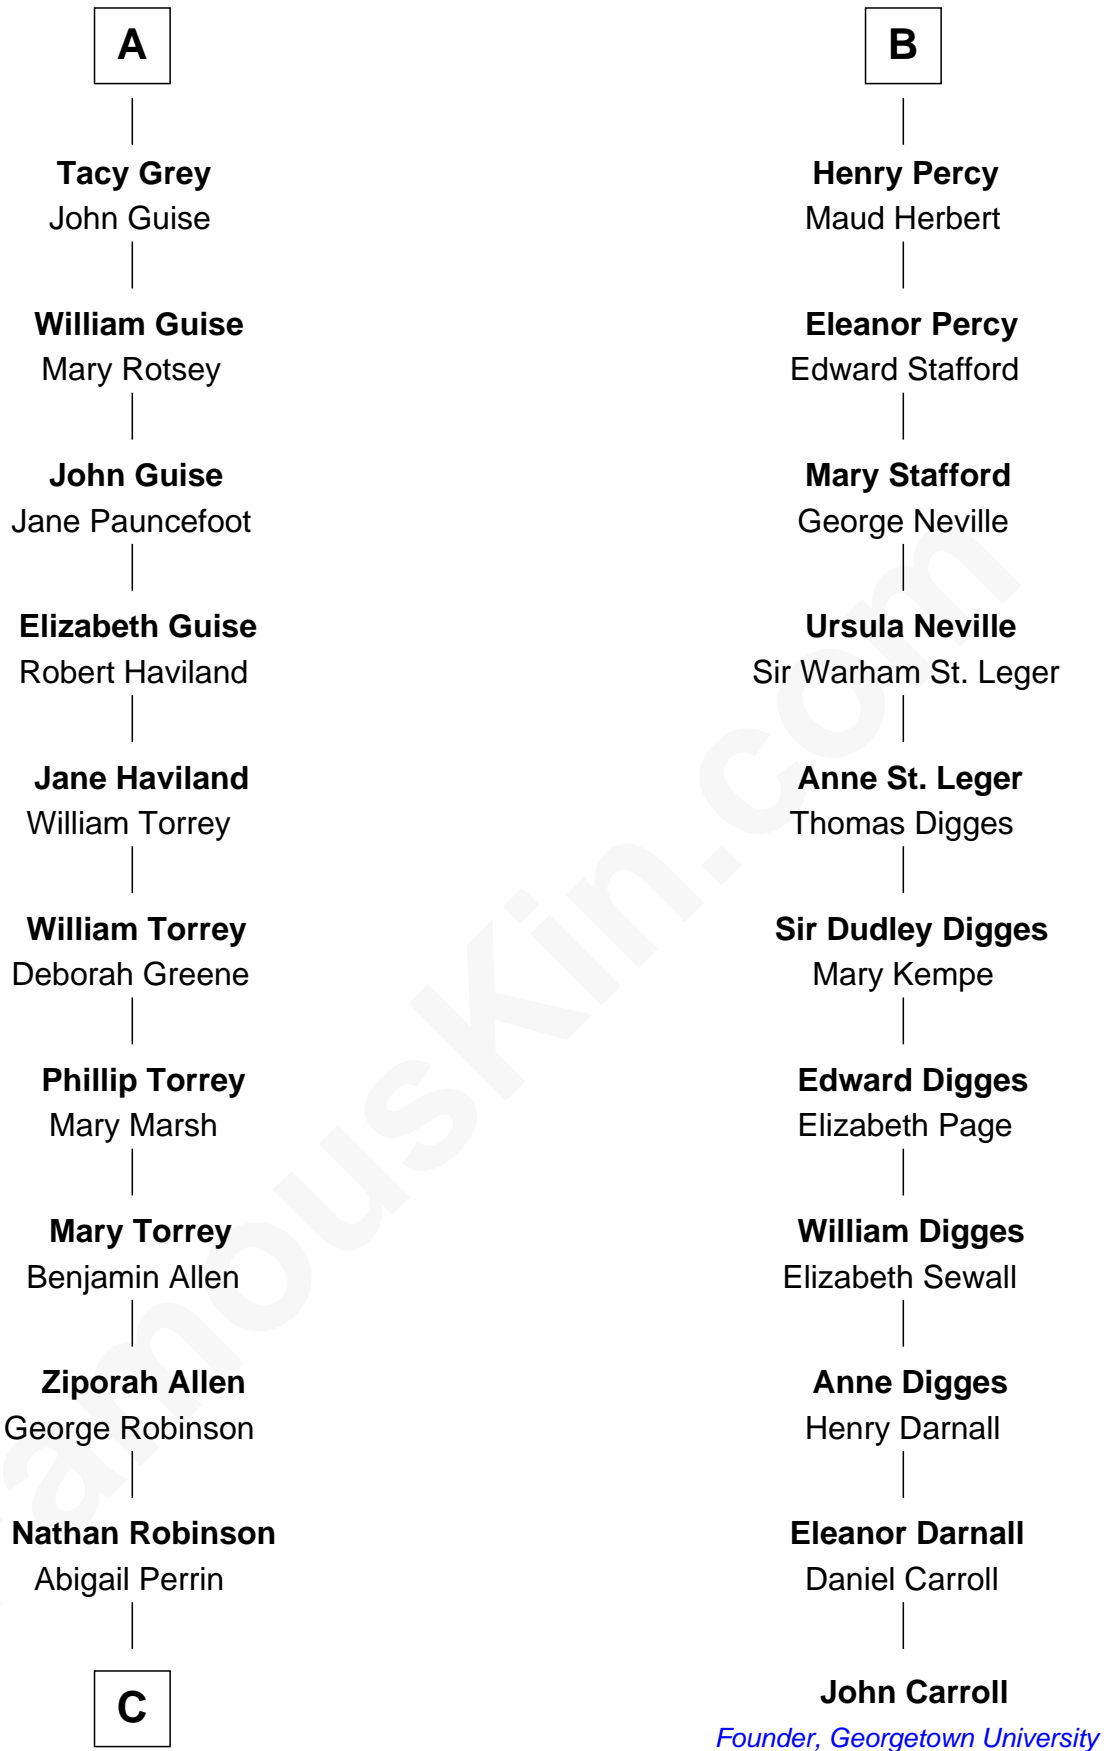 A
Tacy Grey
John Guise
William Guise
Mary Rotsey
John Guise
Jane Pauncefoot
Elizabeth Guise
Robert Haviland
Jane Haviland
William Torrey
William Torrey
Deborah Greene
Phillip Torrey
Mary Marsh
Mary Torrey
Benjamin Allen
Ziporah Allen
George Robinson
Nathan Robinson
Abigail Perrin
C
B
Henry Percy
Maud Herbert
Eleanor Percy
Edward Stafford
Mary Stafford
George Neville
Ursula Neville
Sir Warham St. Leger
Anne St. Leger
Thomas Digges
Sir Dudley Digges
Mary Kempe
Edward Digges
Elizabeth Page
William Digges
Elizabeth Sewall
Anne Digges
Henry Darnall
Eleanor Darnall
Daniel Carroll
John Carroll
Founder, Georgetown University
FamousKin.com